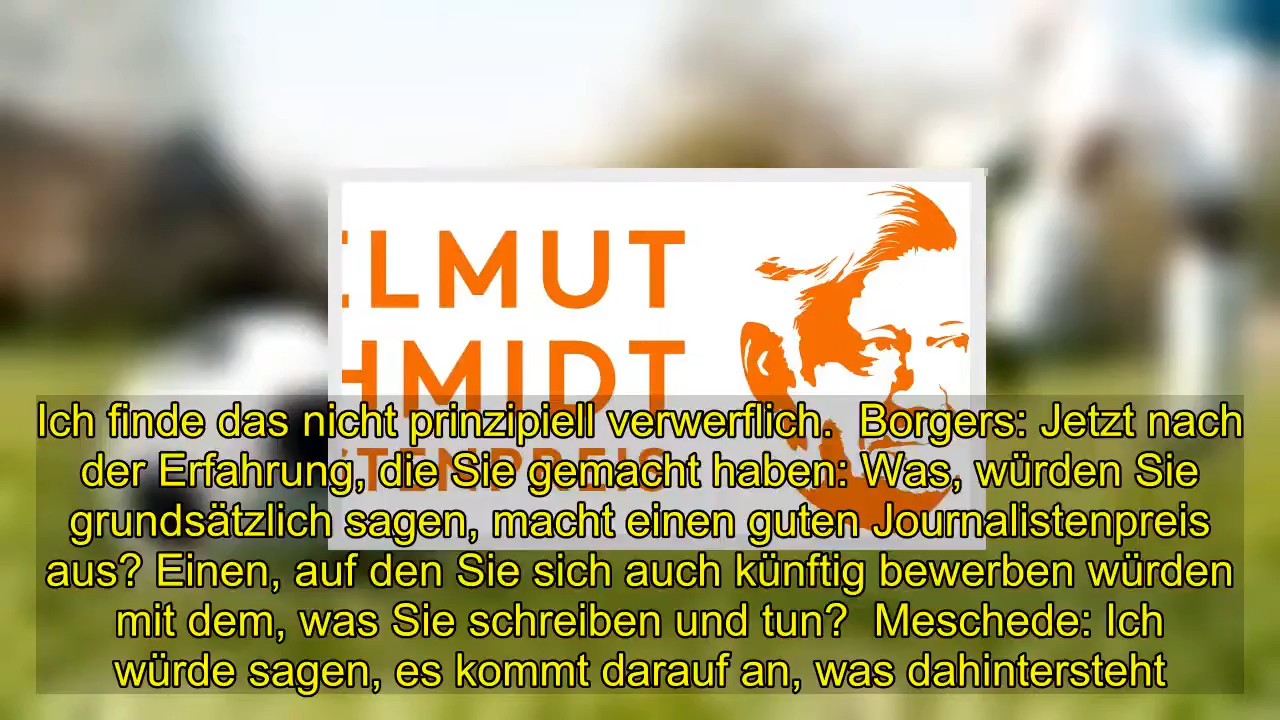 ELMUT
HMIDT
STENPREIS
Ich finde das nicht prinzipiell verwerflich.  Borgers: Jetzt nach
der Erfahrung, die Sie gemacht haben: Was, würden Sie
grundsätzlich sagen, macht einen guten Journalistenpreis
aus? Einen, auf den Sie sich auch künftig bewerben würden
mit dem, was Sie schreiben und tun?  Meschede: Ich
würde sagen, es kommt darauf an, was dahintersteht